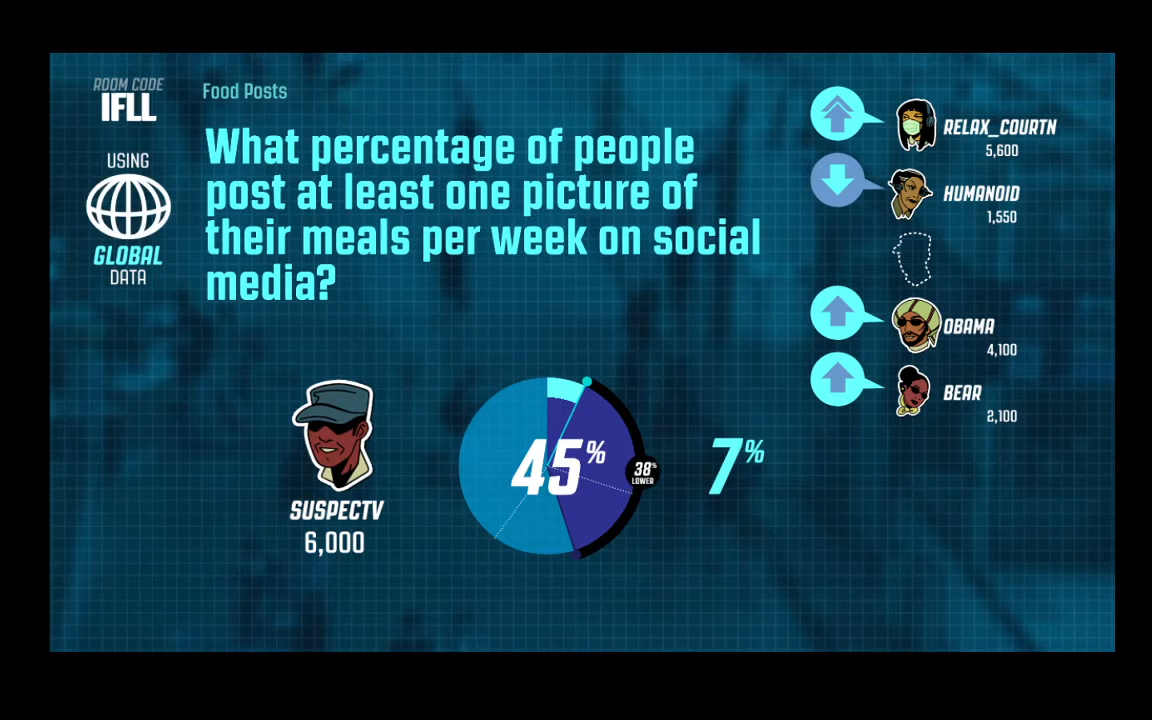 ROOM CODE
IFLL
USING
GLOBAL
DATA
Food Posts
What percentage of people
post at least one picture of
their meals per week on social
media?
SUSPECTV
6,000
45%
38%
LOWER
7%
RELAX_COURTN
5,600
HUMANOID
1,550
OBAMA
4,100
BEAR
2,100